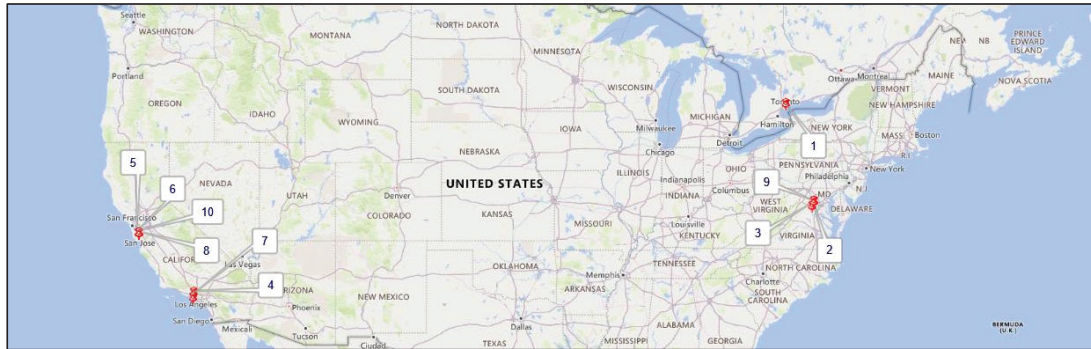 Seattle
WASHINGTON
NORTH DAKOTA
MONTANA
MINNESOTA
Ottawa
Montreal
NB
PRINCE
EDWARD
ISLAND
MAINE
NOVA SCOTIA
Portland
OREGON
IDAHO
WYOMING
SOUTH DAKOTA
WISCONSIN
Milwaukee
MICHIGAN
Detroit
Toronto
Hamilton
VERMONT
NEW HAMPSHIRE
NEW YORK
MASS
Boston
R.I.
1
IOWA
Chicago
NEBRASKA
5
6
10
8
7
4
NEVADA
UTAH
Denver
COLORADO
UNITED STATES
KANSAS
ILLINOIS
Indianapolis
INDIANA
OHIO
Columbus
PENNSYLVANIA
Philadelphia
New York
N J
9
MD
WEST
VIRGINIA
DELAWARE
San Francisco
San Jose
CALIF
Las Vegas
MISSOURI
Louisville
KENTUCKY
3
VIRGINIA
2
Los Angeles
San Diego
Mexicali
ARIZONA
Phoenix
Tucson
NEW MEXICO
Ciudad
OKLAHOMA
ARKANSAS
Memphis
TENNESSEE
NORTH CAROLINA
Charlotte
SOUTH
CAROLINA
Dallas
TEXAS
MISSISSIPPI
ALABAMA
GEORGIA
BERMUDA
(U.K.)